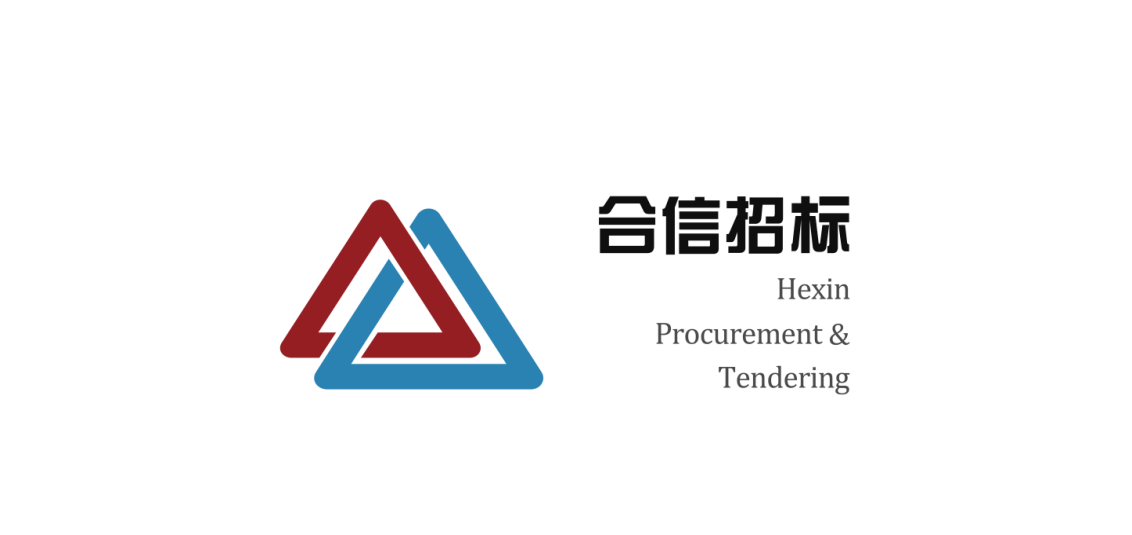 合信招标
Hexin
Procurement &
Tendering